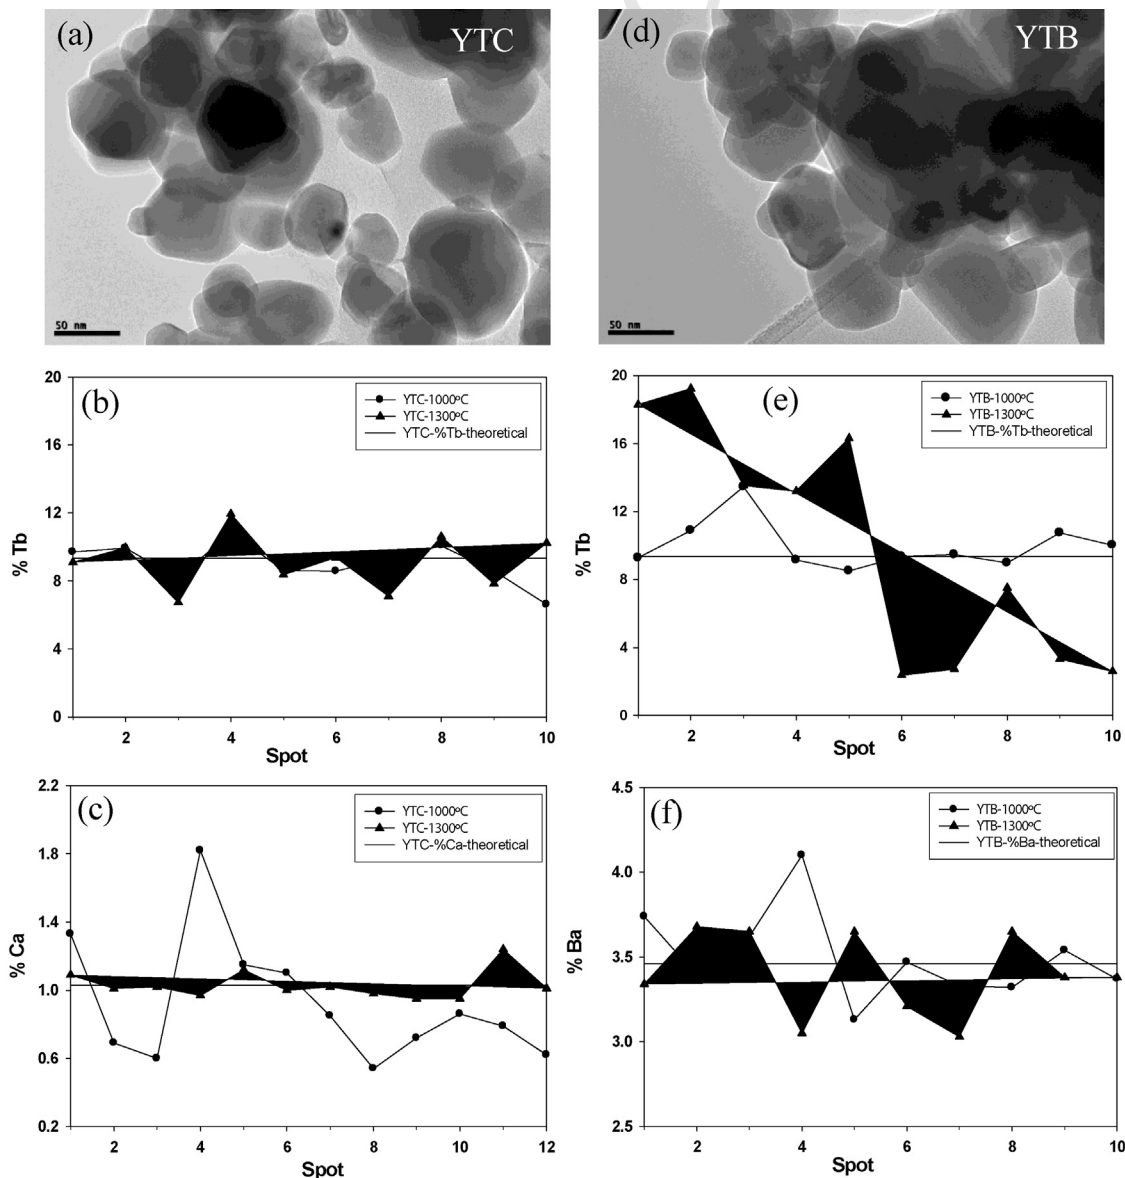 (a)
YTC
50 nm
(d)
YTB
50 nm
(b)
YTC-1000ºC
YTC-1300ºC
YTC-%Tb-theoretical
% Tb
20
16
12
8
4
0
2
4
6
8
10
Spot
(e)
YTB-1000ºC
YTB-1300ºC
YTB-%Tb-theoretical
% Tb
20
16
12
8
4
0
2
4
6
8
10
Spot
(c)
YTC-1000ºC
YTC-1300ºC
YTC-%Ca-theoretical
% Ca
2.2
1.8
1.4
1.0
0.6
0.2
2
4
6
8
10
12
Spot
(f)
YTB-1000ºC
YTB-1300ºC
YTB-%Ba-theoretical
% Ba
4.5
4.0
3.5
3.0
2.5
2
4
6
8
10
Spot